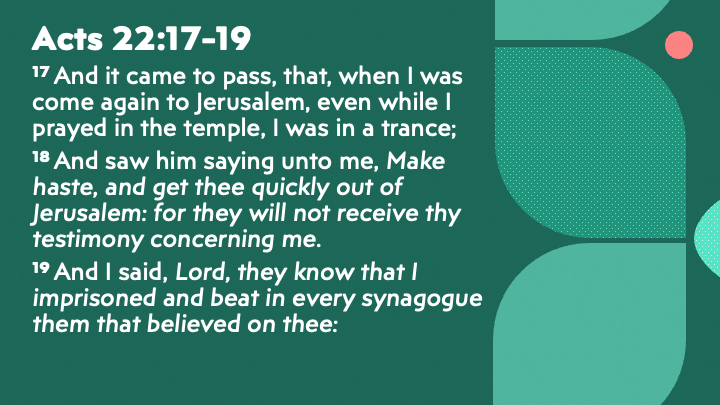 Acts 22:17-19
¹⁷ And it came to pass, that, when I was
come again to Jerusalem, even while I
prayed in the temple, I was in a trance;
¹⁸ And saw him saying unto me, Make
haste, and get thee quickly out of
Jerusalem: for they will not receive thy
testimony concerning me.
¹⁹ And I said, Lord, they know that I
imprisoned and beat in every synagogue
them that believed on thee: